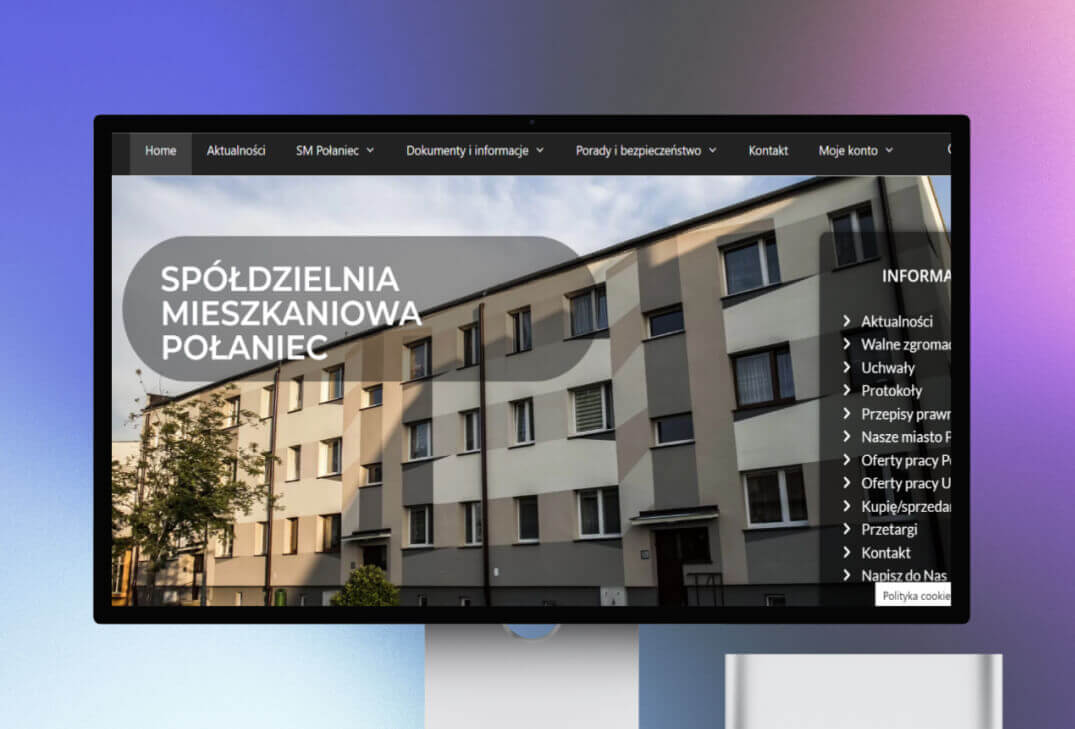 Home Aktualności SM Połaniec Dokumenty i informacje Porady i bezpieczeństwo Kontakt Moje konto
SPÓŁDZIELNIA
MIESZKANIOWA
POŁANIEC
INFORMA
Aktualności
Walne zgromad
Uchwały
Protokoły
Przepisy prawn
Nasze miasto P
Oferty pracy P
Oferty pracy U
Kupię/sprzedam
Przetargi
Kontakt
Napisz do Nas
Polityka cookie